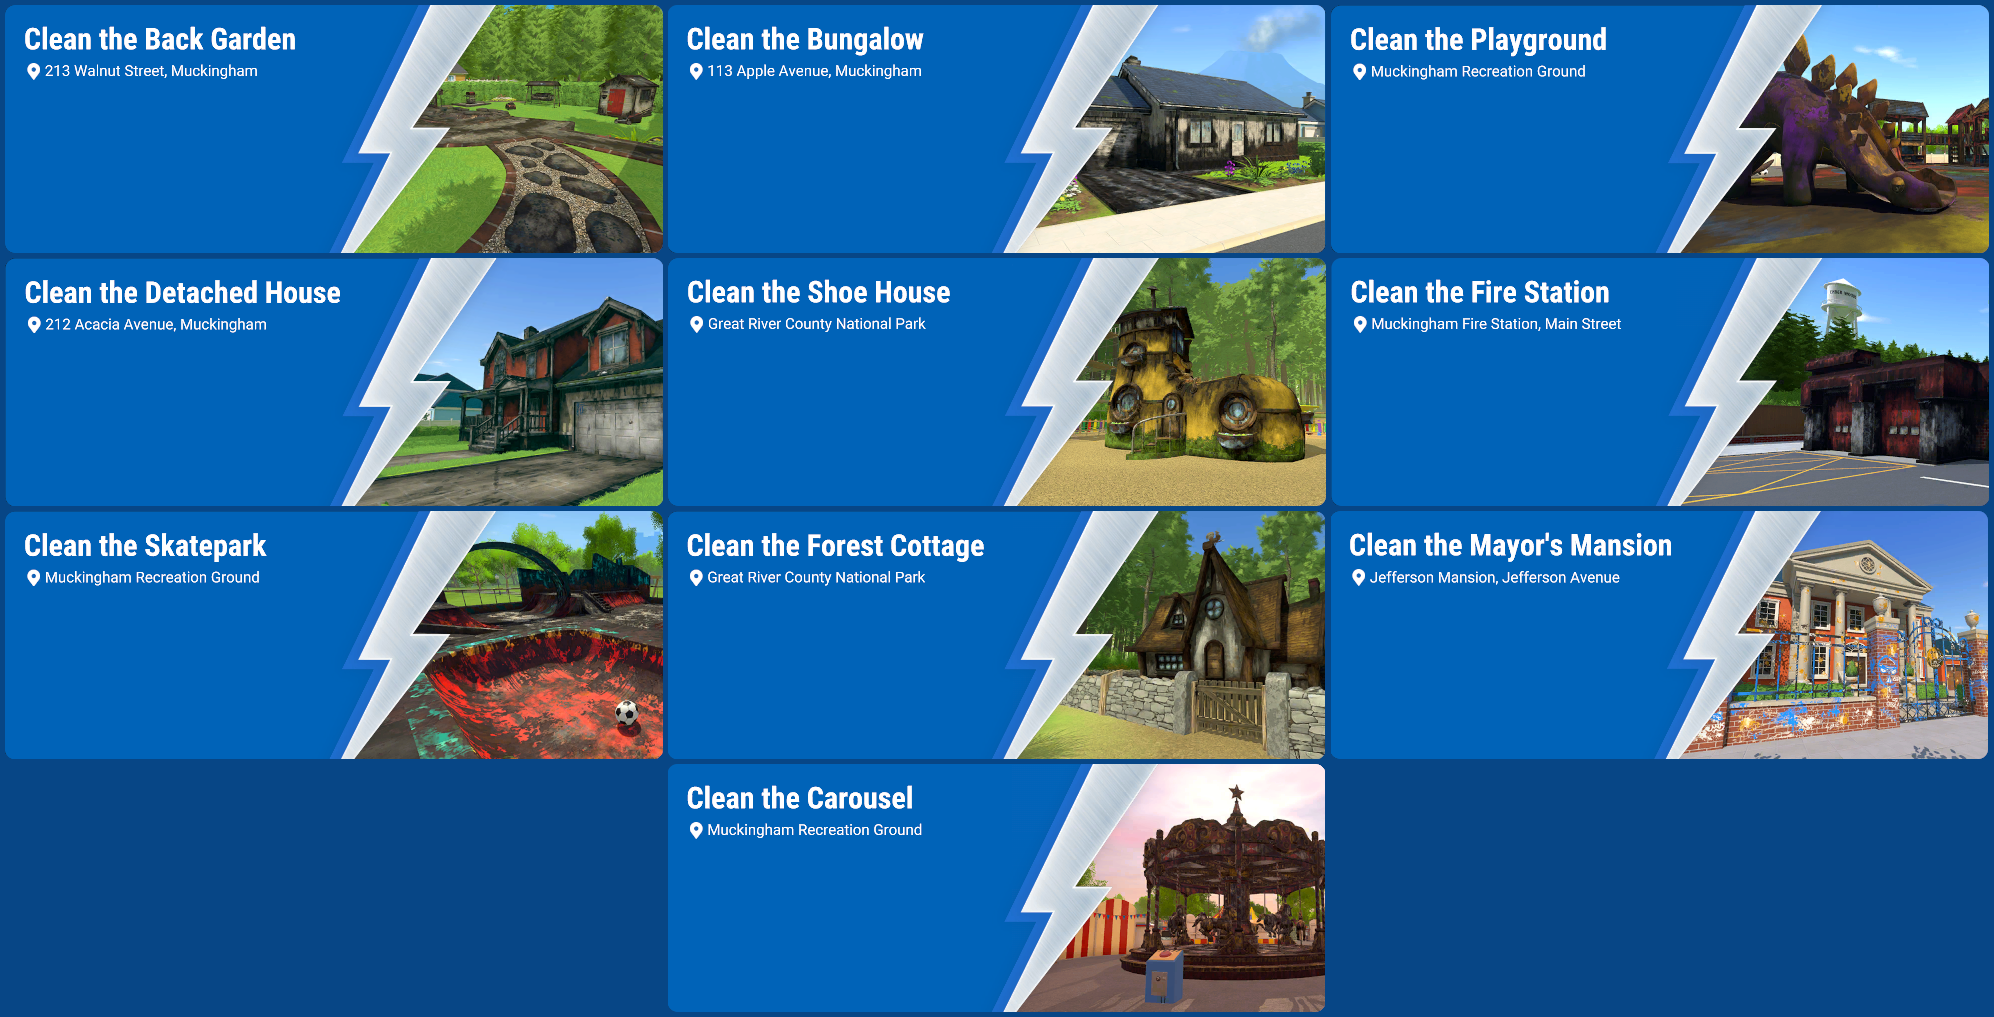 Clean the Back Garden
213 Walnut Street, Muckingham
Clean the Bungalow
113 Apple Avenue, Muckingham
Clean the Playground
Muckingham Recreation Ground
Clean the Detached House
212 Acacia Avenue, Muckingham
Clean the Shoe House
Great River County National Park
Clean the Fire Station
Muckingham Fire Station, Main Street
Clean the Skatepark
Muckingham Recreation Ground
Clean the Forest Cottage
Great River County National Park
Clean the Mayor's Mansion
Jefferson Mansion, Jefferson Avenue
Clean the Carousel
Muckingham Recreation Ground